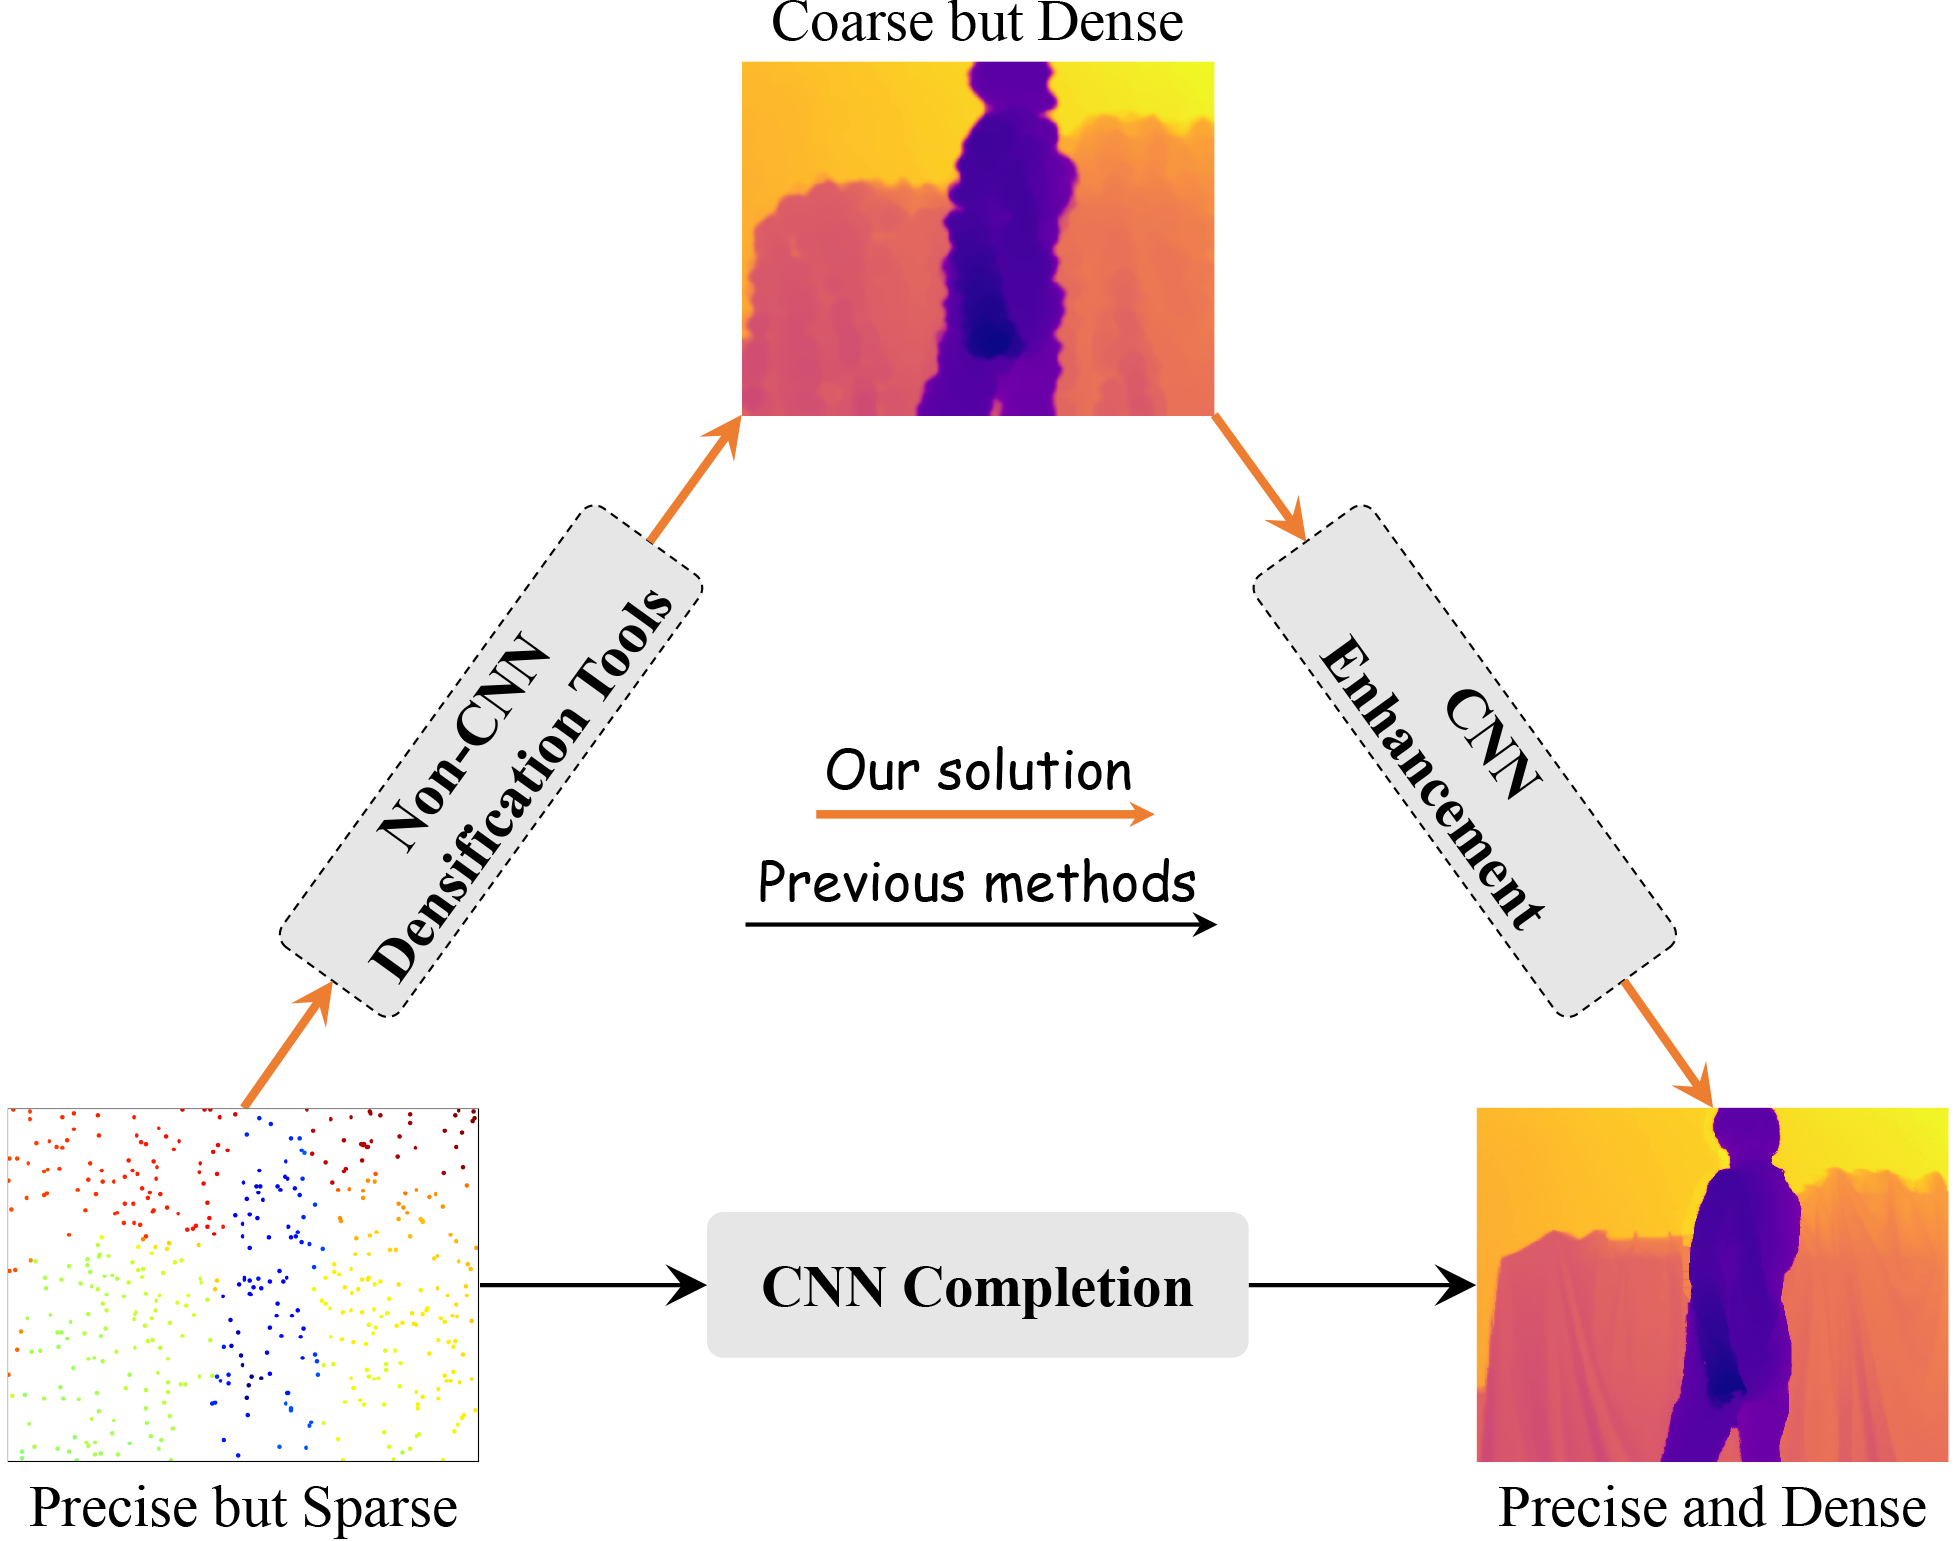 Coarse but Dense
Non-CNN
Densification Tools
CNN
Enhancement
Our solution
Previous methods
CNN Completion
Precise but Sparse
Precise and Dense